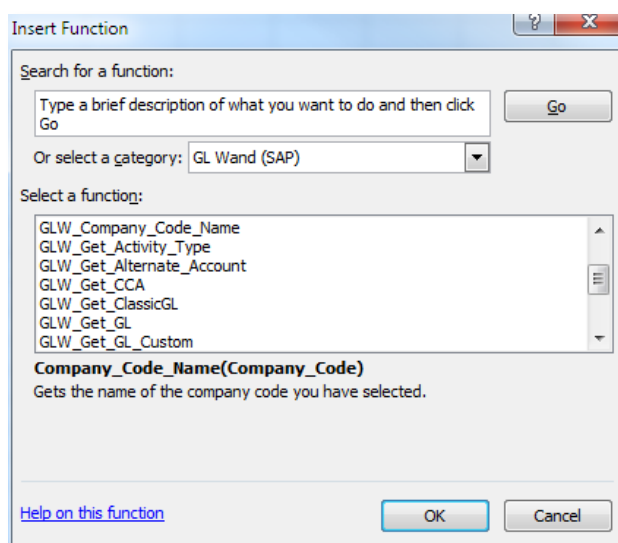 Insert Function
?
X
Search for a function:
Type a brief description of what you want to do and then click
Go
Go
Or select a category: GL Wand (SAP)
Select a function:
GLW_Company_Code_Name
GLW_Get_Activity_Type
GLW_Get_Alternate_Account
GLW_Get_CCA
GLW_Get_ClassicGL
GLW_Get_GL
GLW_Get_GL_Custom
Company_Code_Name(Company_Code)
Gets the name of the company code you have selected.
Help on this function
OK
Cancel